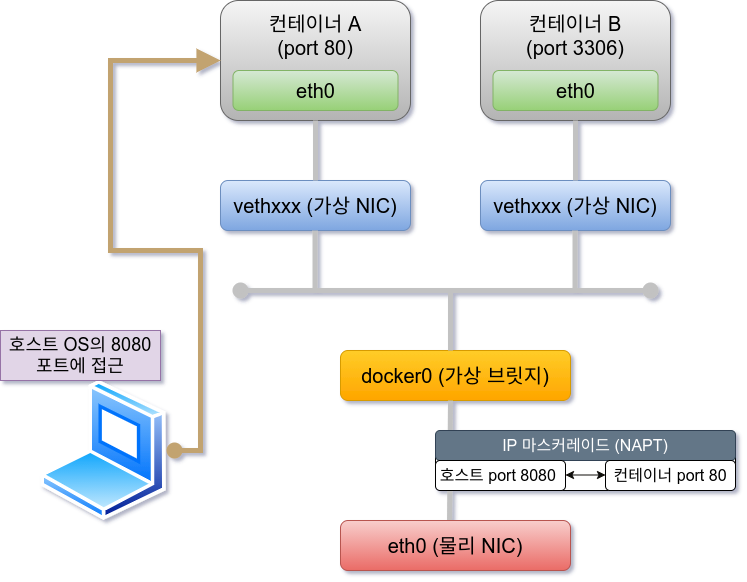 컨테이너 A
(port 80)
eth0
컨테이너 B
(port 3306)
eth0
vethxxx (가상 NIC)
vethxxx (가상 NIC)
호스트 OS의 8080
포트에 접근
docker0 (가상 브릿지)
IP 마스커레이드 (NAPT)
호스트 port 8080
컨테이너 port 80
eth0 (물리 NIC)